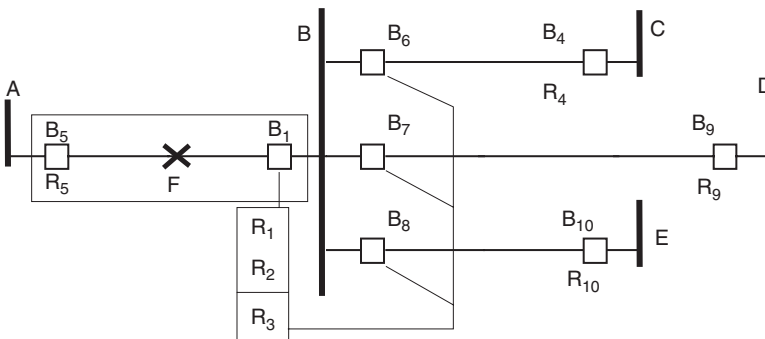 A
B
C
D
E
F
B₅
R₅
B₁
B₆
B₄
R₄
B₇
B₉
R₉
B₈
B₁₀
R₁₀
R₁
R₂
R₃